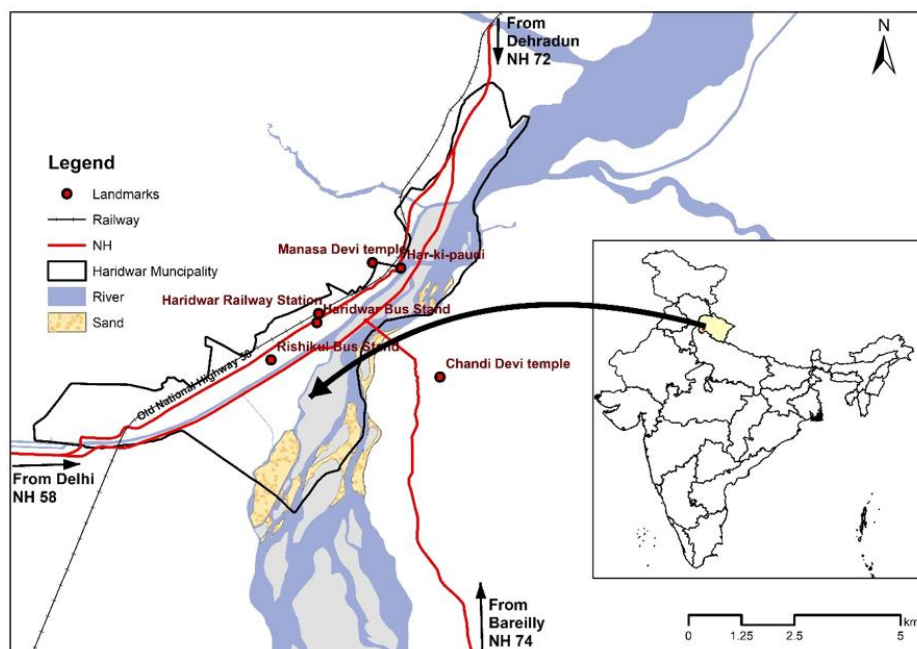 From
Dehradun
NH 72
N
Legend
Landmarks
Railway
NH
Haridwar Muncipality
River
Sand
Manasa Devi temple
Har-ki-paudi
Haridwar Railway Station
Haridwar Bus Stand
Rishikul Bus Stand
Chandi Devi temple
Old National Highway 58
From Delhi
NH 58
From
Bareilly
NH 74
km
0 1.25 2.5 5